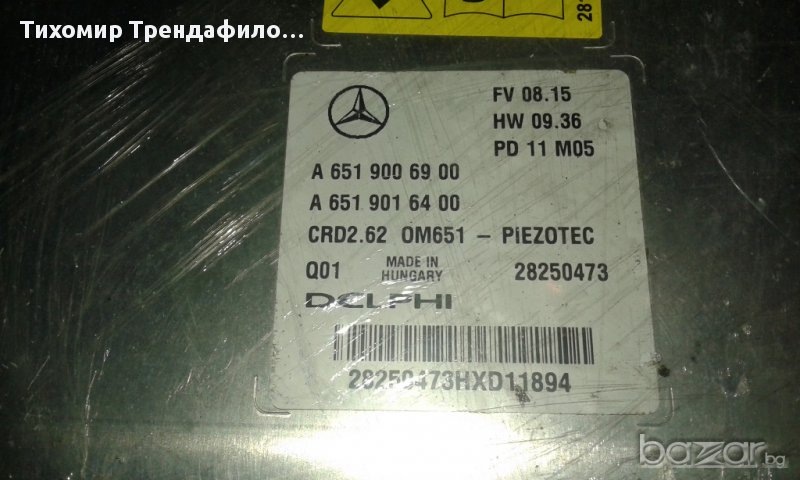 Тихомир Трендафило...
281
FV 08.15
HW 09.36
PD 11 M05
A 651 900 69 00
A 651 901 64 00
CRD2.62 OM651 - PiEZOTEC
Q01 MADE IN HUNGARY 28250473
DELPHI
28250473HXD11894
bazar.bg